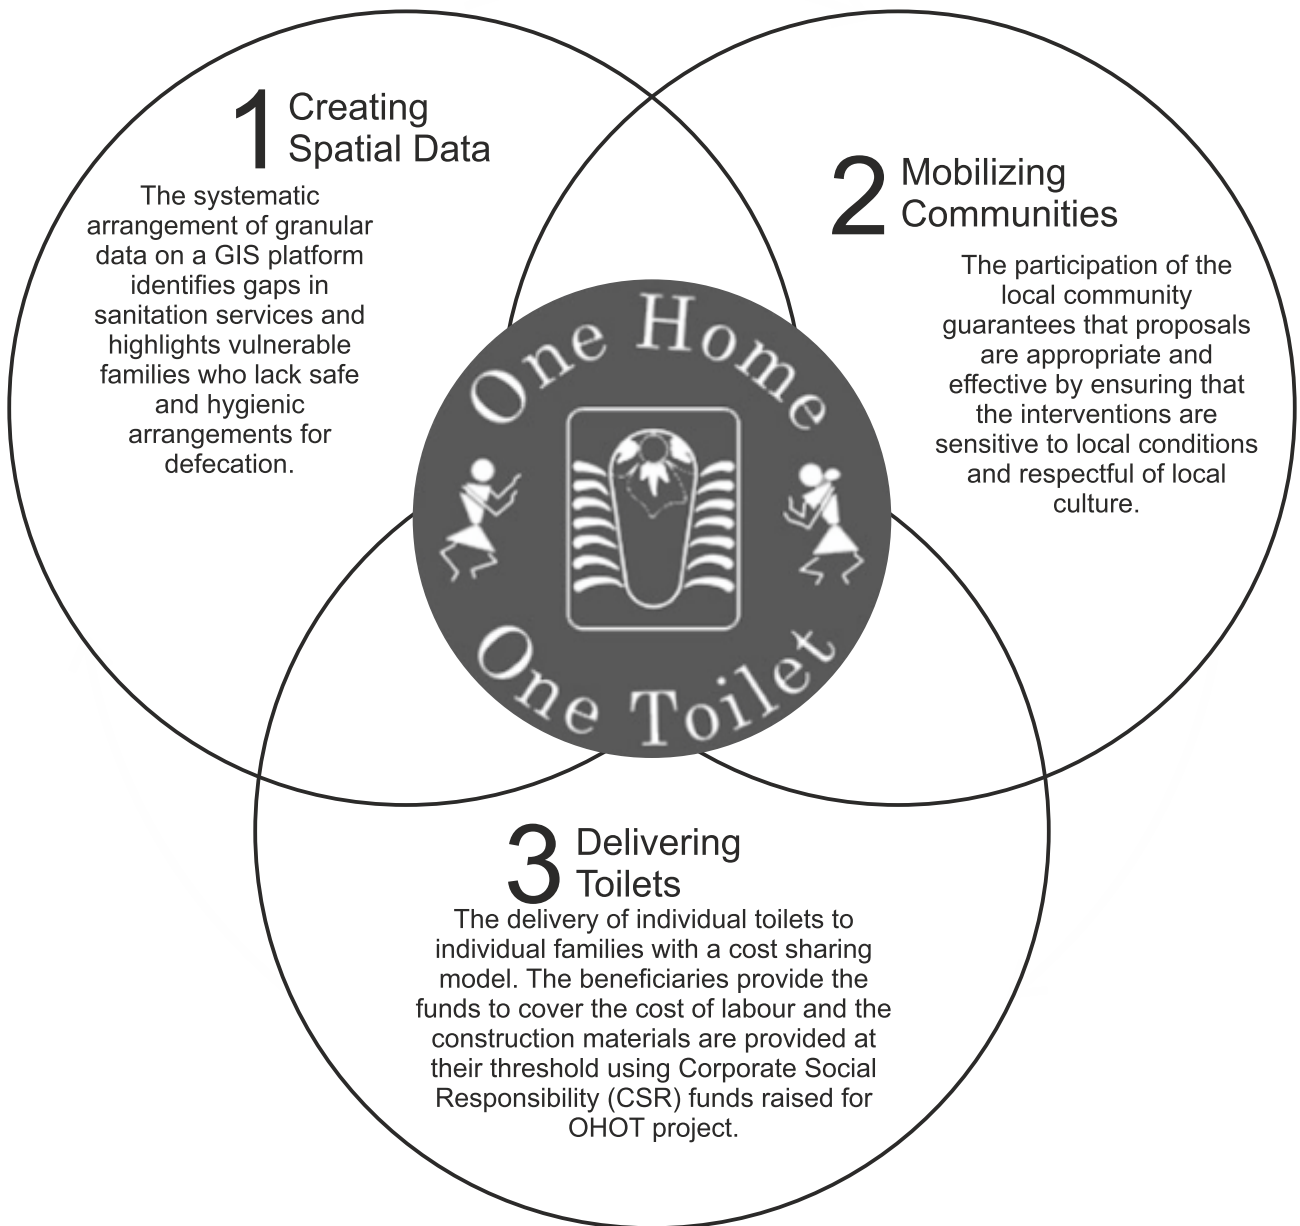 1 Creating
Spatial Data
The systematic
arrangement of granular
data on a GIS platform
identifies gaps in
sanitation services and
highlights vulnerable
families who lack safe
and hygienic
arrangements for
defecation.
2 Mobilizing
Communities
The participation of the
local community
guarantees that proposals
are appropriate and
effective by ensuring that
the interventions are
sensitive to local conditions
and respectful of local
culture.
One Home
One Toilet
3 Delivering
Toilets
The delivery of individual toilets to
individual families with a cost sharing
model. The beneficiaries provide the
funds to cover the cost of labour and the
construction materials are provided at
their threshold using Corporate Social
Responsibility (CSR) funds raised for
OHOT project.